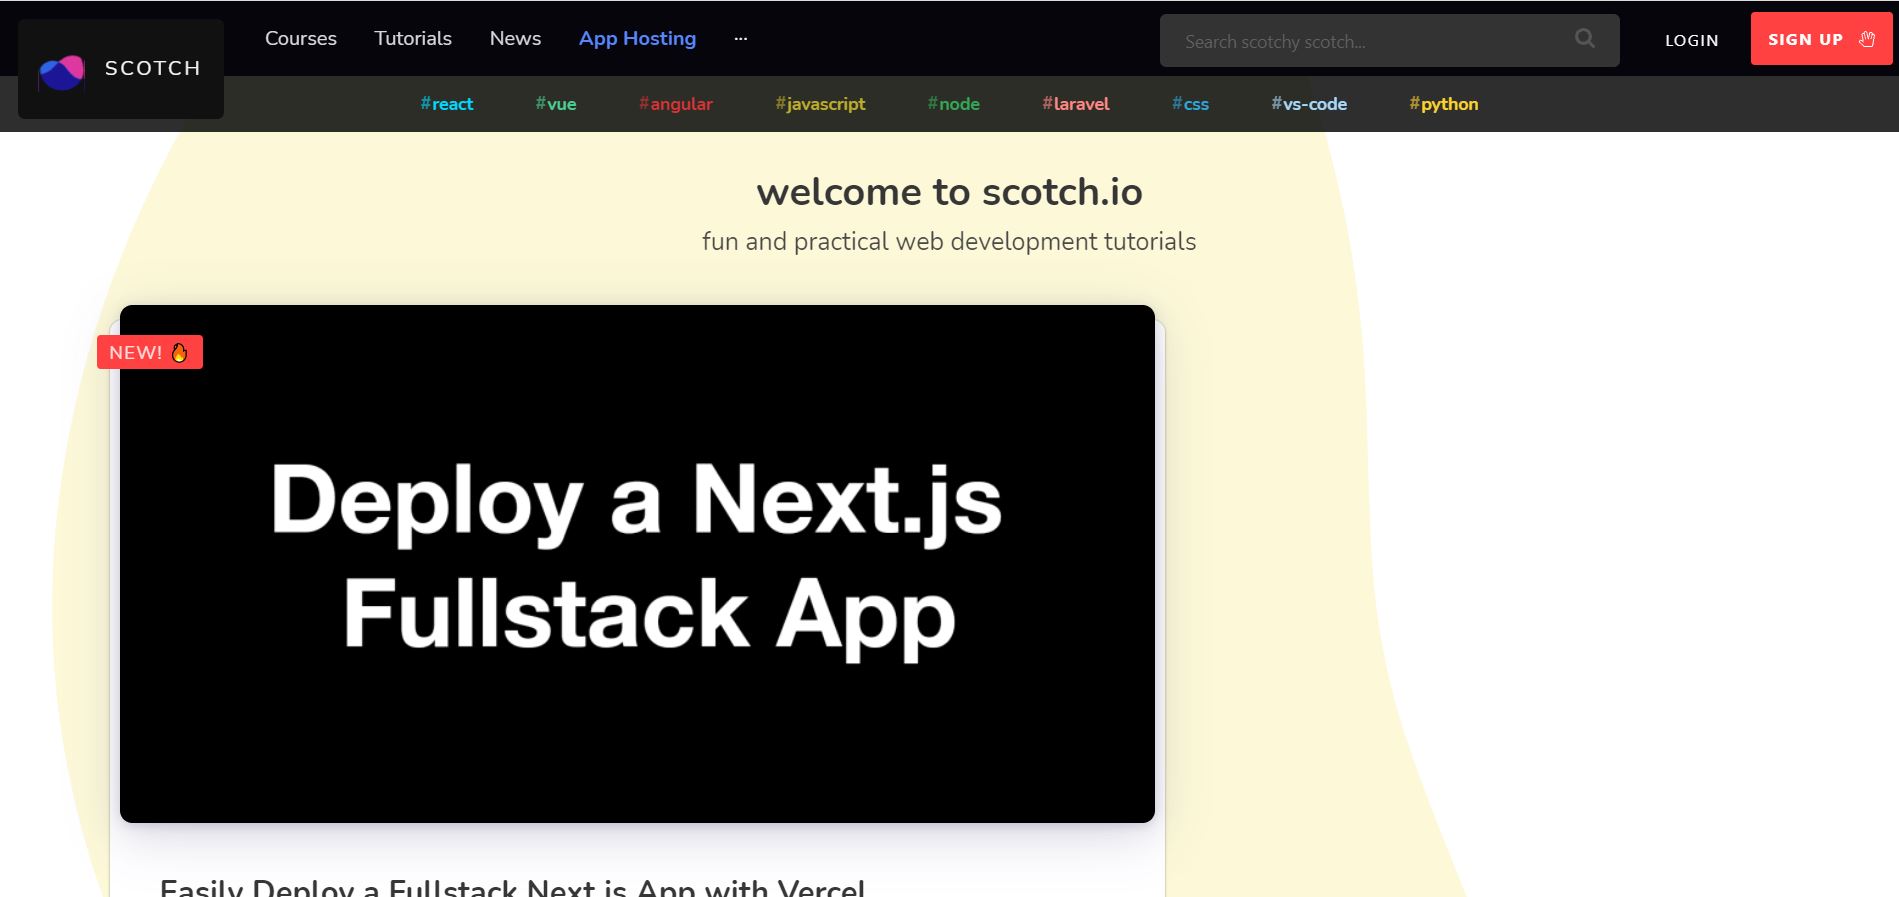 SCOTCH
Courses Tutorials News App Hosting ...
Search scotchy scotch...
LOGIN
SIGN UP
#react #vue #angular #javascript #node #laravel #css #vs-code #python
welcome to scotch.io
fun and practical web development tutorials
NEW!
Deploy a Next.js
Fullstack App
Easily Deploy a Fullstack Next.js App with Vercel